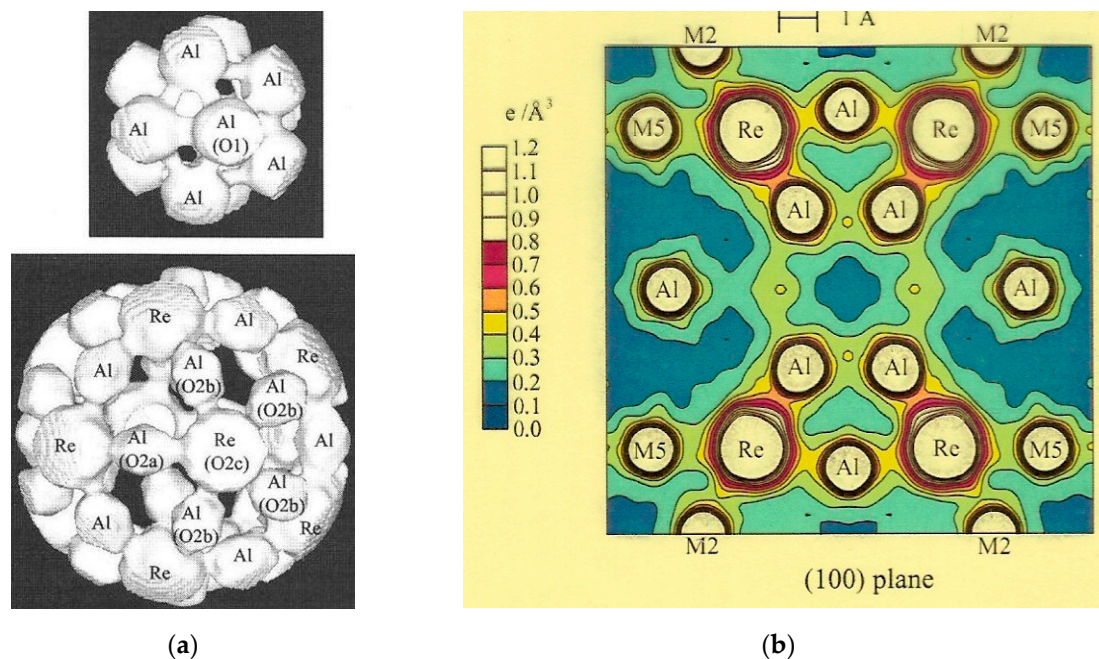 Al
Al
Al
Al
(O1)
Al
Al
Re
Al
Re
Al
Al
(O2b)
Al
(O2b)
Re
Al
(O2a)
Re
(O2c)
Al
Al
(O2b)
Al
Al
(O2b)
Re
Re
Al
(a)
1 Å
M2 M2
e /Å³
1.2
1.1
1.0
0.9
0.8
0.7
0.6
0.5
0.4
0.3
0.2
0.1
0.0
M5 Re Al Re M5
Al Al
Al Al
Al Al
M5 Re Al Re M5
M2 M2
(100) plane
(b)